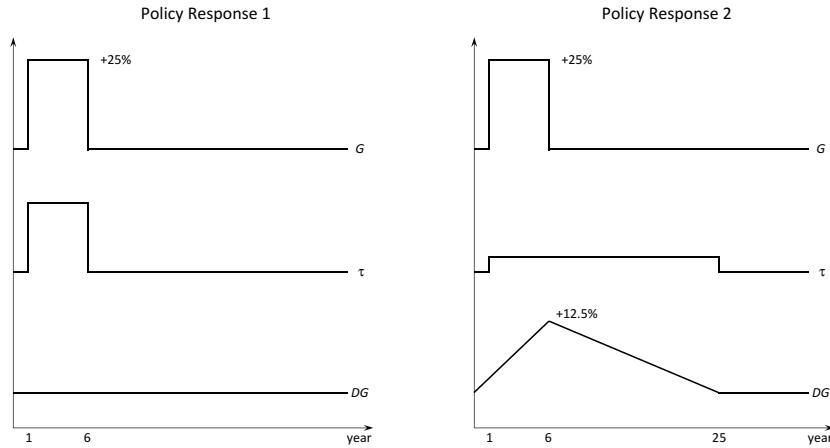 Policy Response 1
+25%
G
τ
DG
1 6 year
Policy Response 2
+25%
G
τ
+12.5%
DG
1 6 25 year